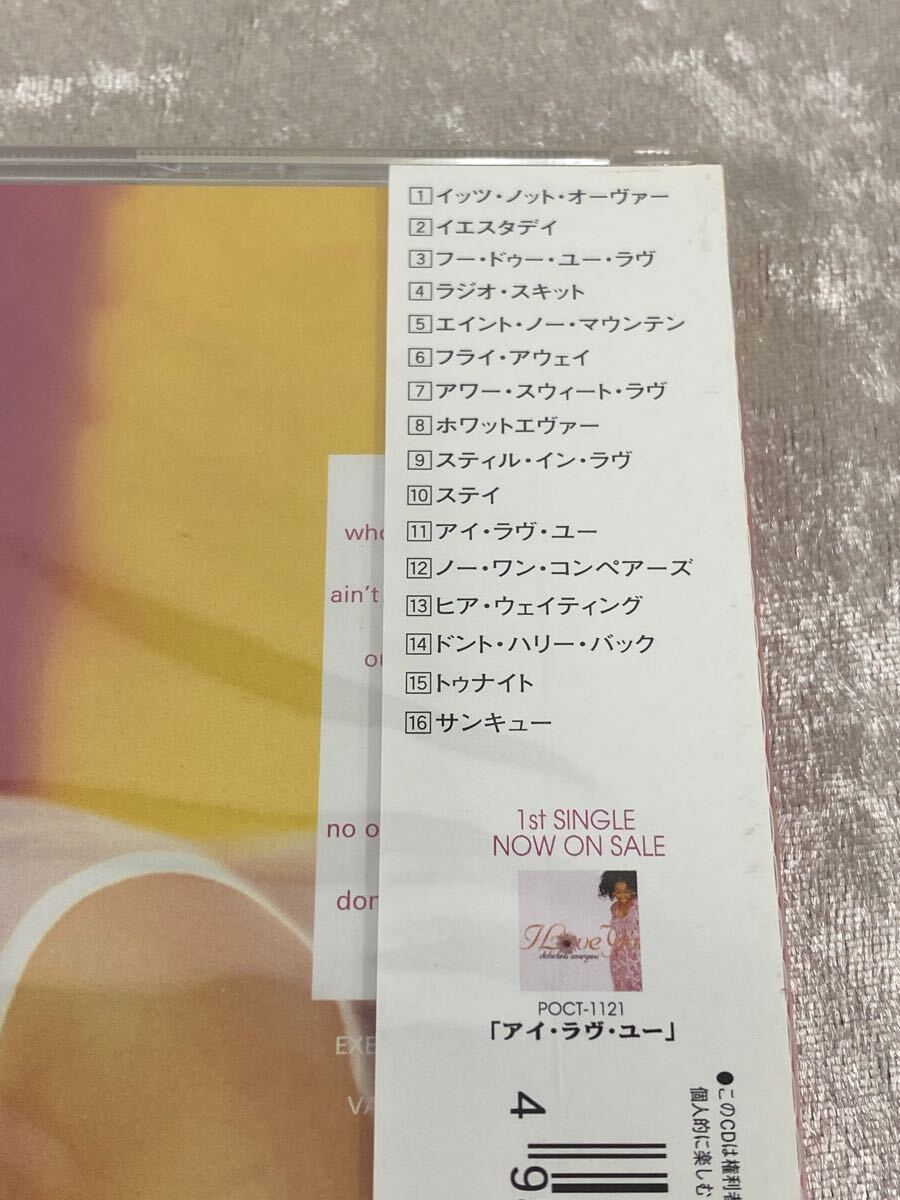 1 イッツ・ノット・オーヴァー
2 イエスタデイ
3 フー・ドゥー・ユー・ラヴ
4 ラジオ・スキット
5 エイント・ノー・マウンテン
6 フライ・アウェイ
7 アワー・スウィート・ラヴ
8 ホワットエヴァー
9 スティル・イン・ラヴ
10 ステイ
11 アイ・ラヴ・ユー
12 ノー・ワン・コンペアーズ
13 ヒア・ウェイティング
14 ドント・ハリー・バック
15 トゥナイト
16 サンキュー
who
ain't
ou
no o
don
EXE
VA
1st SINGLE
NOW ON SALE
I Love Yo
POCT-1121
「アイ・ラヴ・ユー」
4 9
●このCDは権利者
個人的に楽しむ